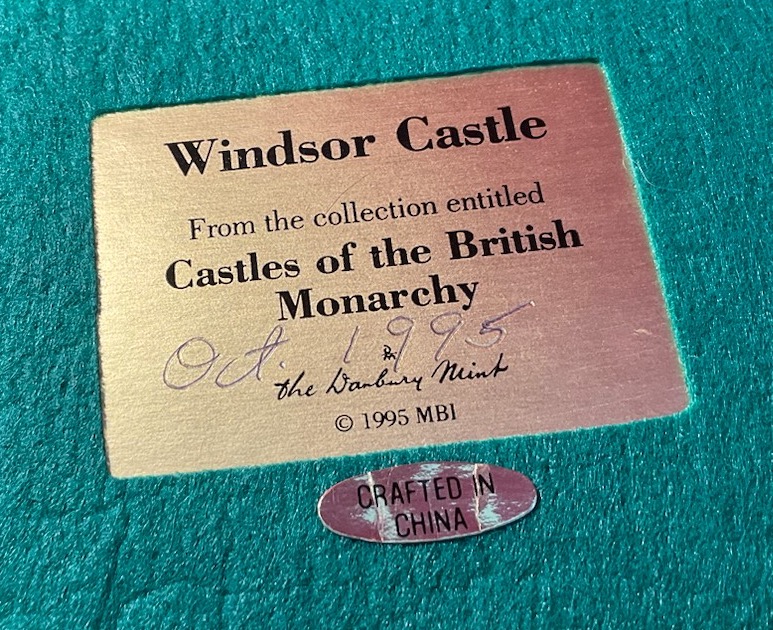 Windsor Castle
From the collection entitled
Castles of the British
Monarchy
Oct. 1995
the Danbury Mint
© 1995 MBI
CRAFTED IN
CHINA